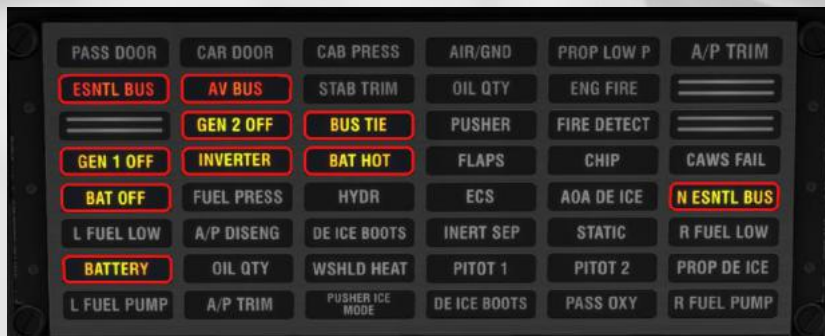 PASS DOOR CAR DOOR CAB PRESS AIR/GND PROP LOW P A/P TRIM
ESNTL BUS AV BUS STAB TRIM OIL QTY ENG FIRE
GEN 2 OFF BUS TIE PUSHER FIRE DETECT
GEN 1 OFF INVERTER BAT HOT FLAPS CHIP CAWS FAIL
BAT OFF FUEL PRESS HYDR ECS AOA DE ICE N ESNTL BUS
L FUEL LOW A/P DISENG DE ICE BOOTS INERT SEP STATIC R FUEL LOW
BATTERY OIL QTY WSHLD HEAT PITOT 1 PITOT 2 PROP DE ICE
L FUEL PUMP A/P TRIM PUSHER ICE MODE DE ICE BOOTS PASS OXY R FUEL PUMP